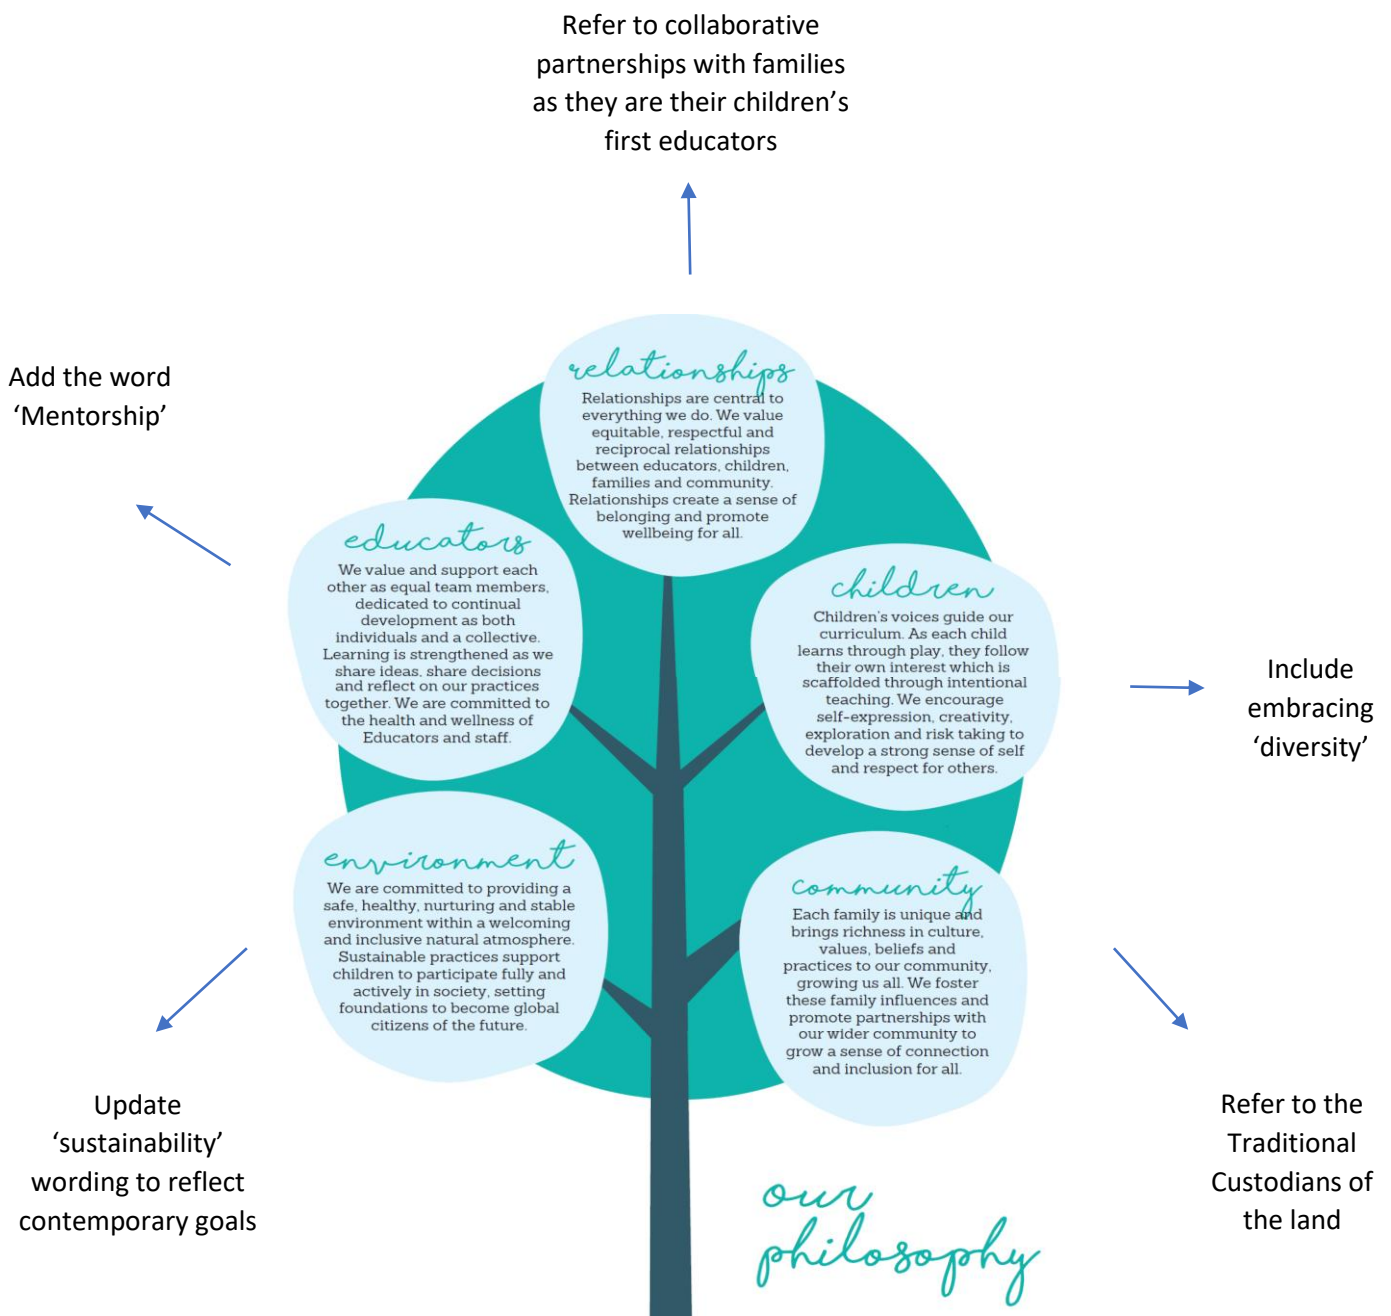 Refer to collaborative
partnerships with families
as they are their children’s
first educators
Add the word
‘Mentorship’
relationships
Relationships are central to
everything we do. We value
equitable, respectful and
reciprocal relationships
between educators, children,
families and community.
Relationships create a sense of
belonging and promote
wellbeing for all.
educators
We value and support each
other as equal team members,
dedicated to continual
development as both
individuals and a collective.
Learning is strengthened as we
share ideas, share decisions
and reflect on our practices
together. We are committed to
the health and wellness of
Educators and staff.
children
Children’s voices guide our
curriculum. As each child
learns through play, they follow
their own interest which is
scaffolded through intentional
teaching. We encourage
self-expression, creativity,
exploration and risk taking to
develop a strong sense of self
and respect for others.
Include
embracing
‘diversity’
environment
We are committed to providing a
safe, healthy, nurturing and stable
environment within a welcoming
and inclusive natural atmosphere.
Sustainable practices support
children to participate fully and
actively in society, setting
foundations to become global
citizens of the future.
community
Each family is unique and
brings richness in culture,
values, beliefs and
practices to our community,
growing us all. We foster
these family influences and
promote partnerships with
our wider community to
grow a sense of connection
and inclusion for all.
Update
‘sustainability’
wording to reflect
contemporary goals
Refer to the
Traditional
Custodians of
the land
our
philosophy